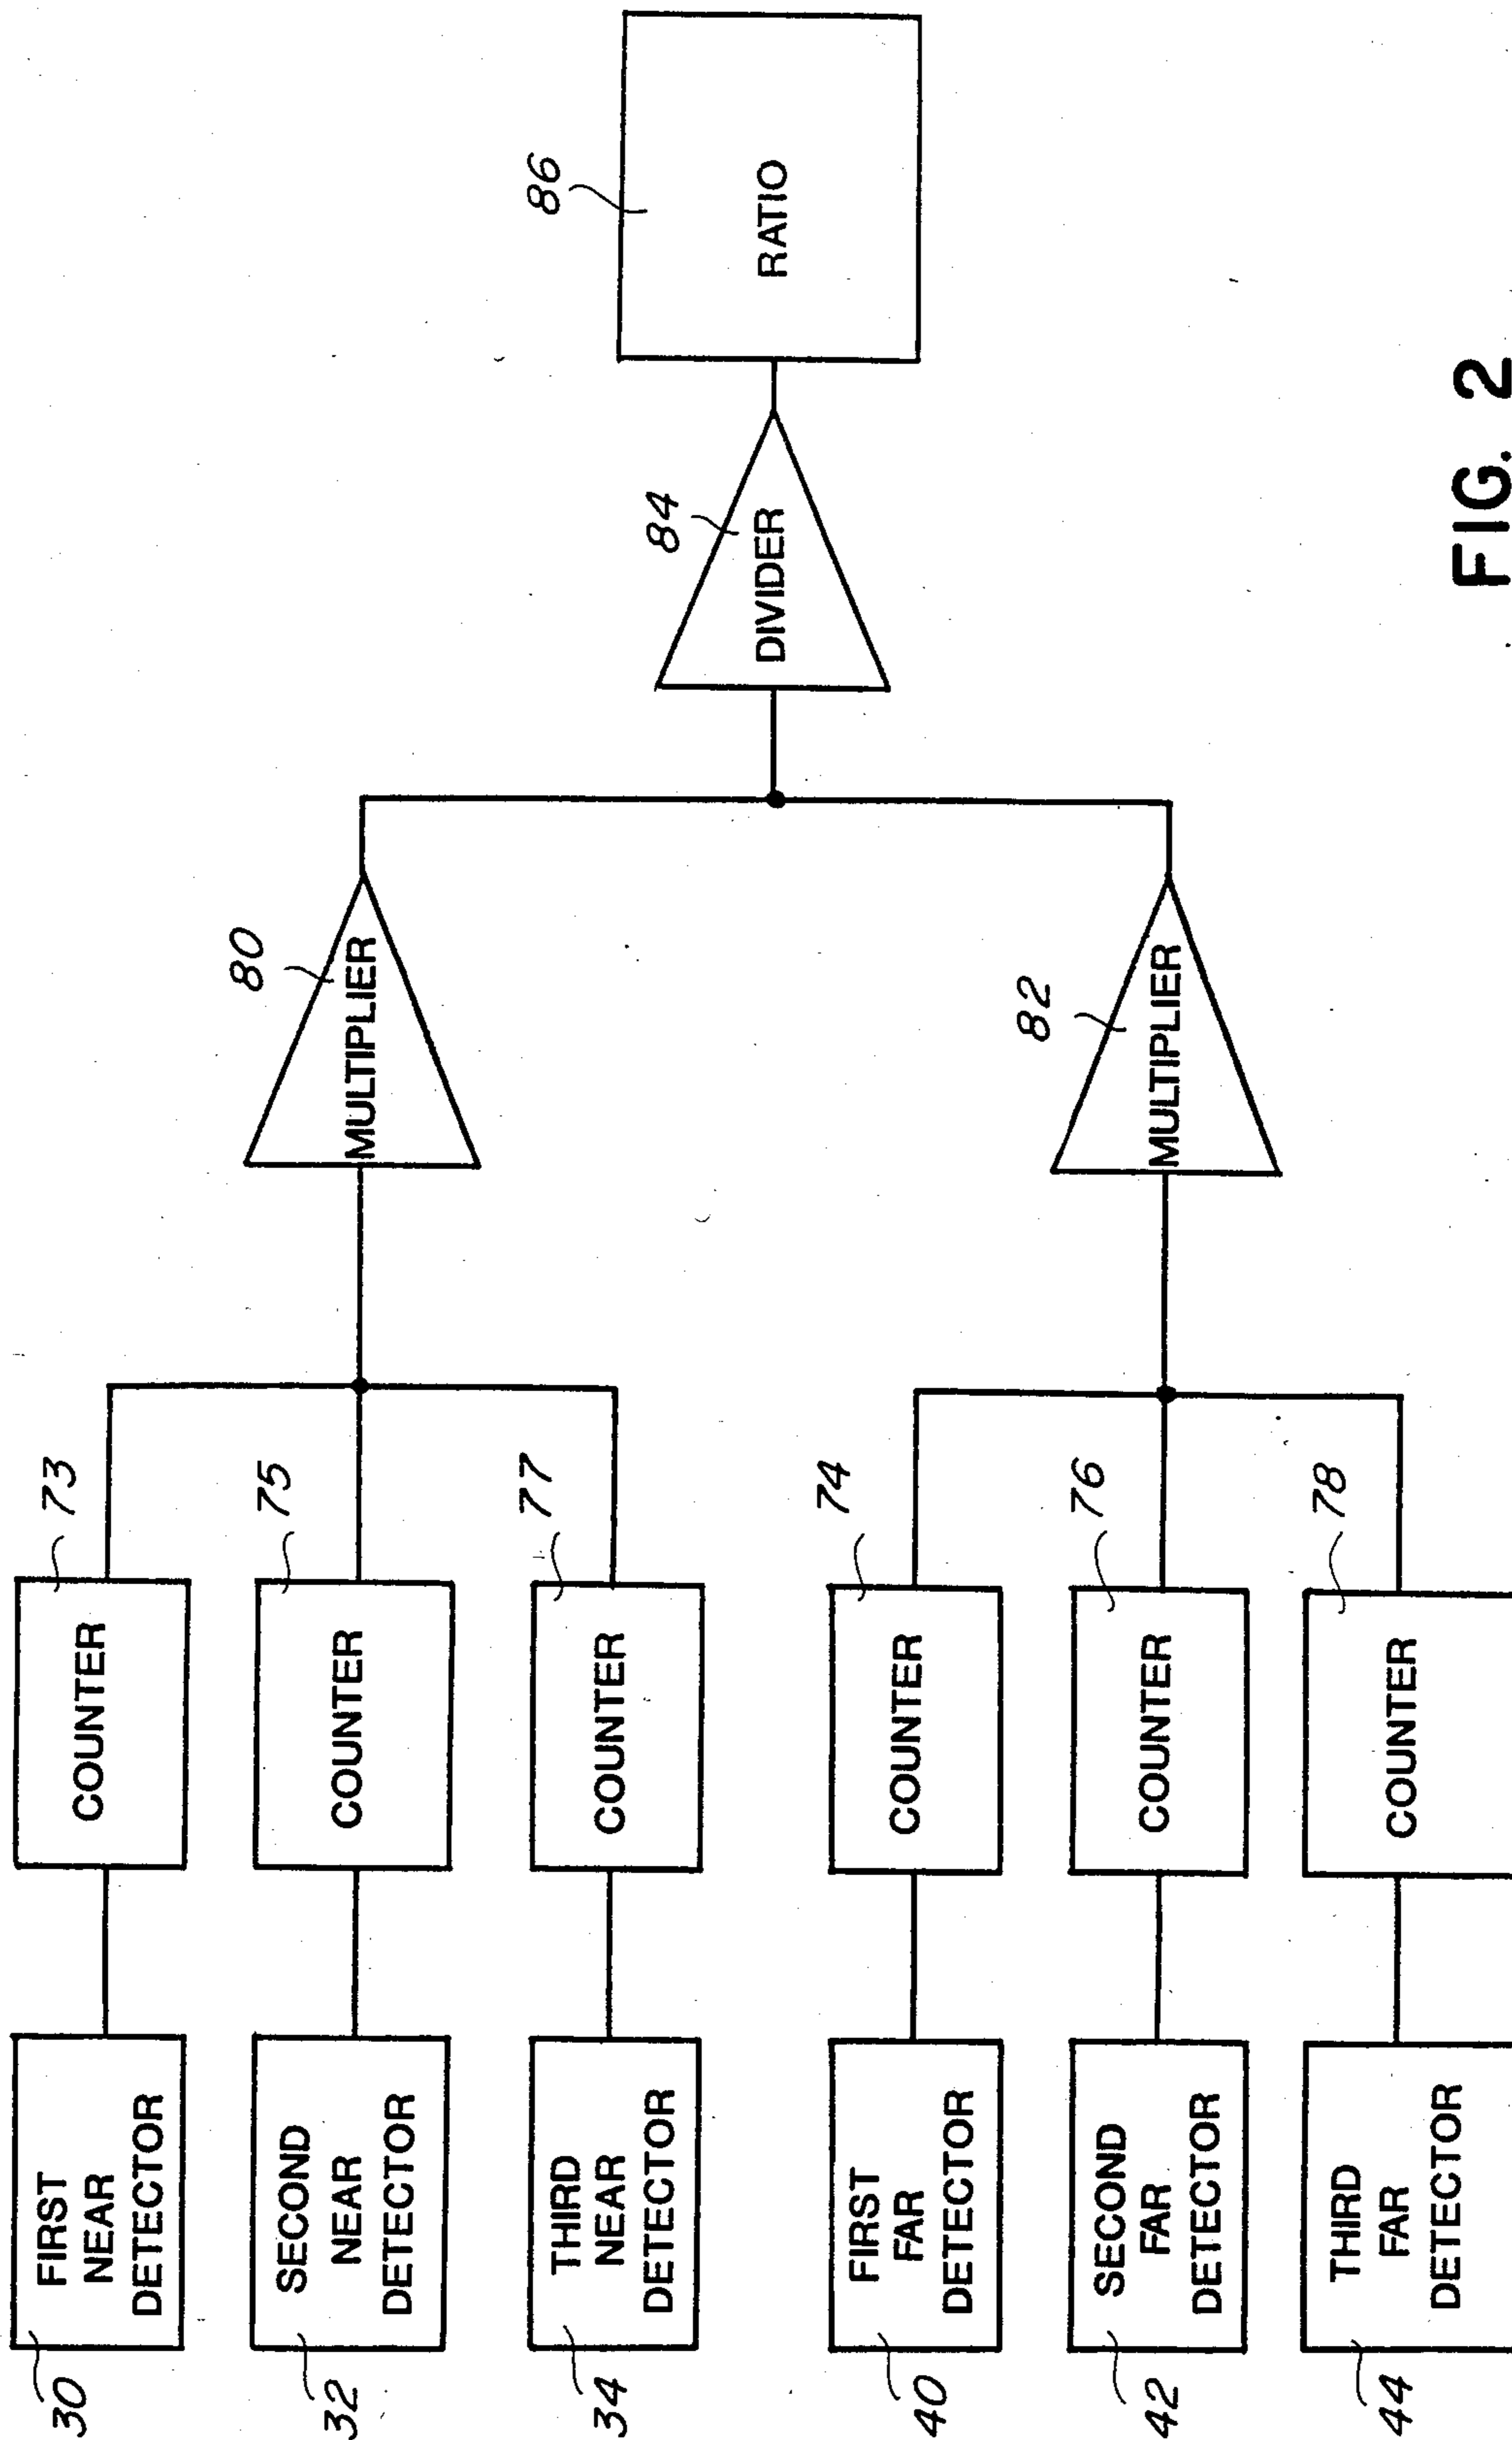 30
FIRST
NEAR
DETECTOR
COUNTER
73
32
SECOND
NEAR
DETECTOR
COUNTER
75
34
THIRD
NEAR
DETECTOR
COUNTER
77
MULTIPLIER
80
40
FIRST
FAR
DETECTOR
COUNTER
74
42
SECOND
FAR
DETECTOR
COUNTER
76
44
THIRD
FAR
DETECTOR
COUNTER
78
MULTIPLIER
82
DIVIDER
84
RATIO
86
FIG. 2